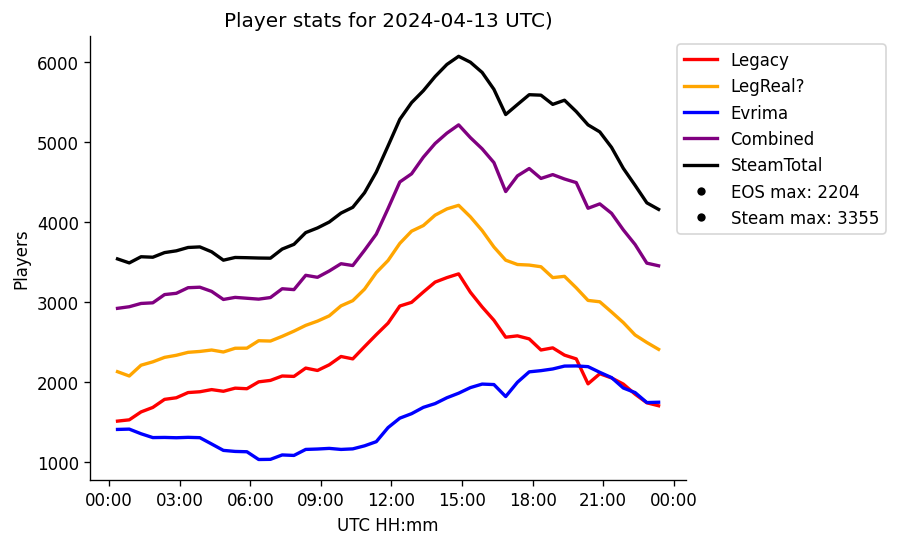 Player stats for 2024-04-13 UTC)
Legacy
LegReal?
Evrima
Combined
SteamTotal
EOS max: 2204
Steam max: 3355
Players
6000
5000
4000
3000
2000
1000
00:00 03:00 06:00 09:00 12:00 15:00 18:00 21:00 00:00
UTC HH:mm